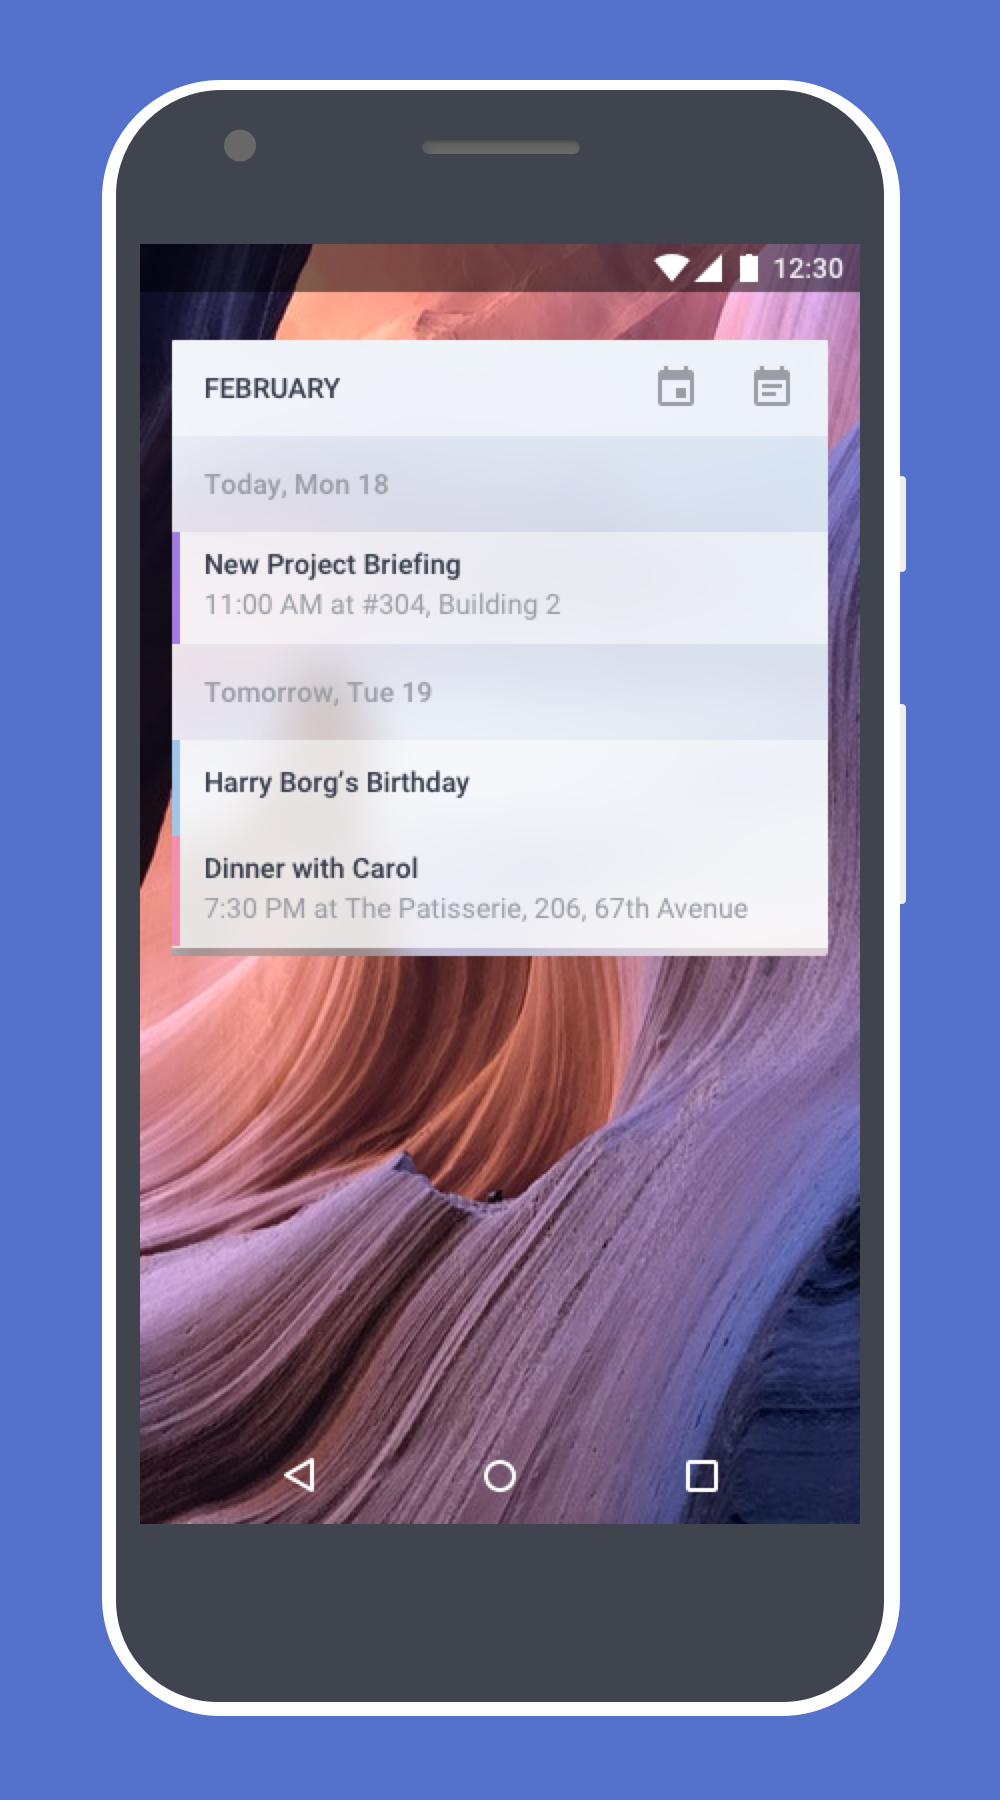 12:30
FEBRUARY
Today, Mon 18
New Project Briefing
11:00 AM at #304, Building 2
Tomorrow, Tue 19
Harry Borg’s Birthday
Dinner with Carol
7:30 PM at The Patisserie, 206, 67th Avenue